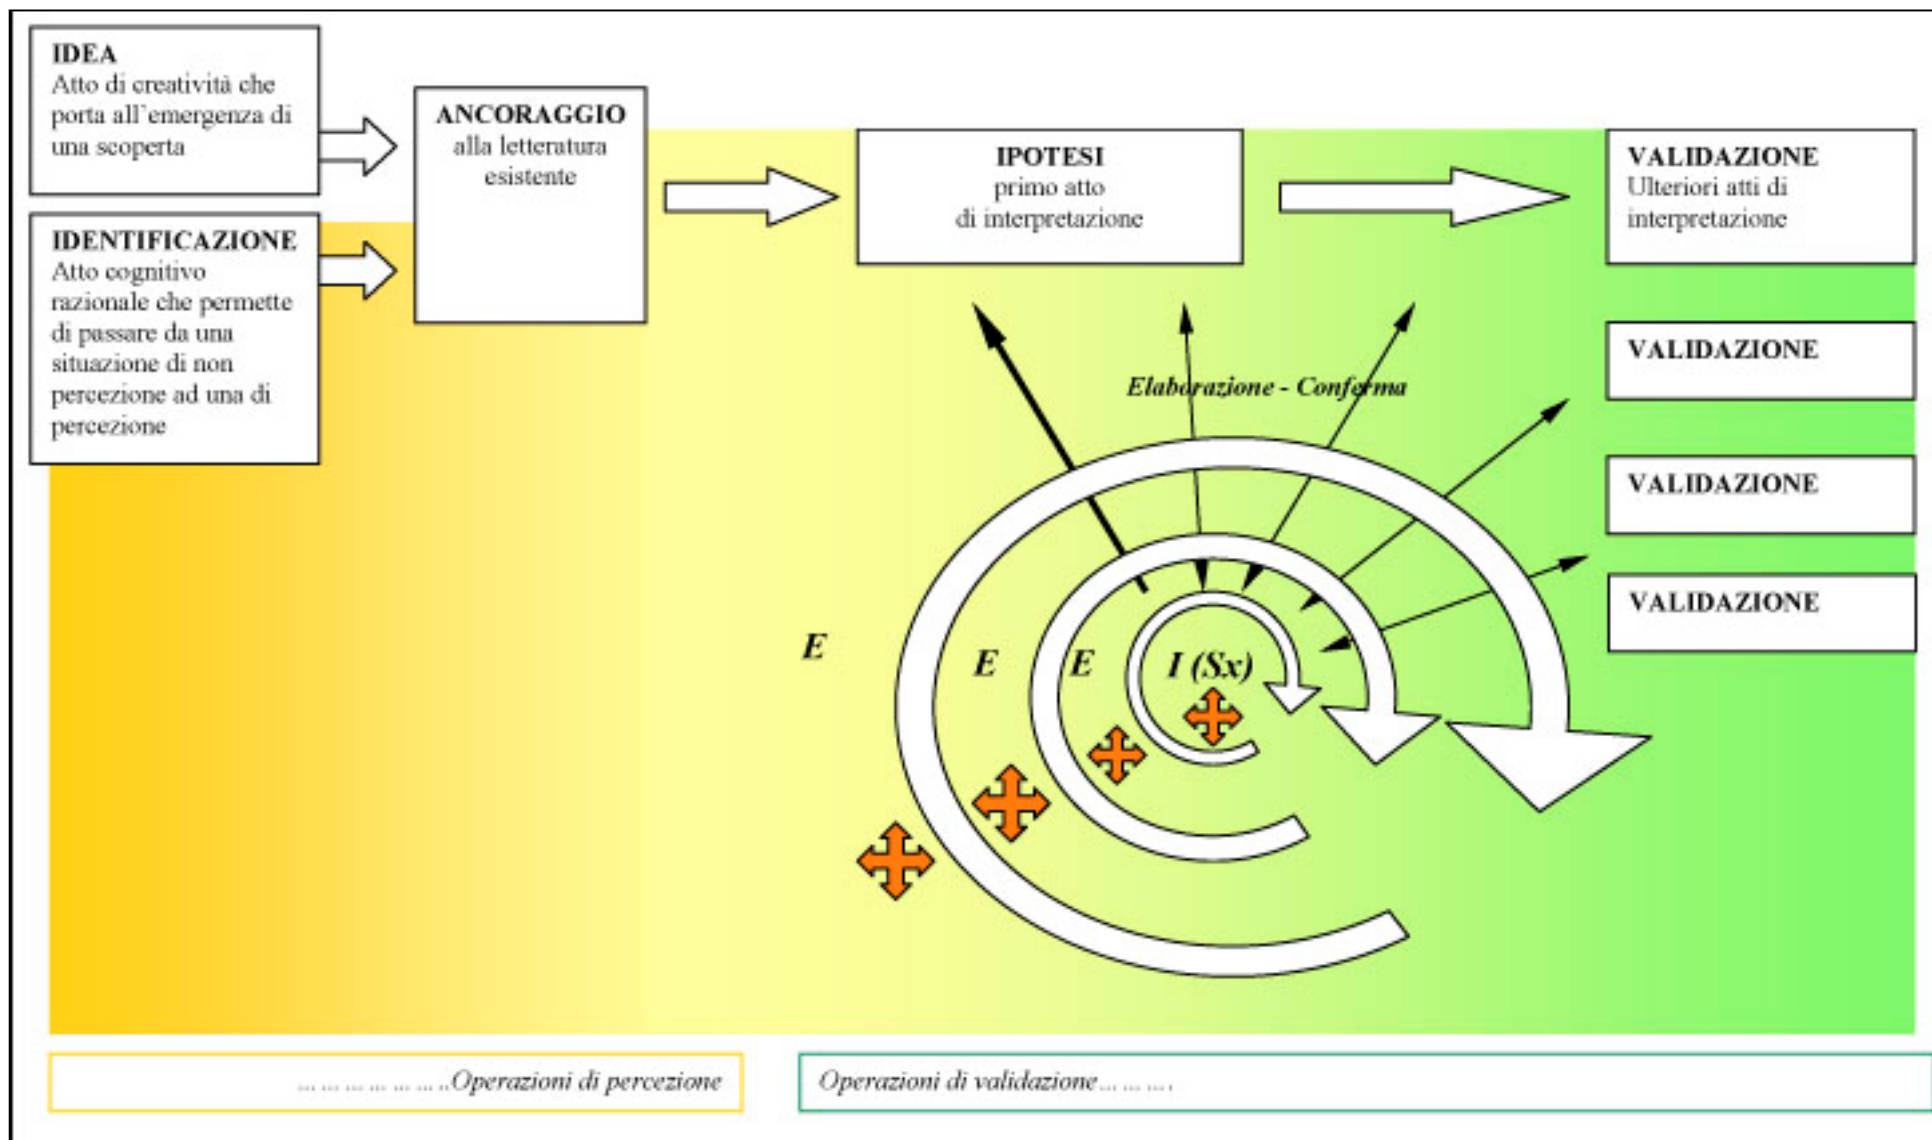 IDEA
Atto di creatività che
porta all'emergenza di
una scoperta
IDENTIFICAZIONE
Atto cognitivo
razionale che permette
di passare da una
situazione di non
percezione ad una di
percezione
ANCORAGGIO
alla letteratura
esistente
IPOTESI
primo atto
di interpretazione
VALIDAZIONE
Ulteriori atti di
interpretazione
VALIDAZIONE
VALIDAZIONE
VALIDAZIONE
Elaborazione - Conferma
E
E
E
I (Sx)
... ... ... ... ... ... ..Operazioni di percezione
Operazioni di validazione... ... ... .